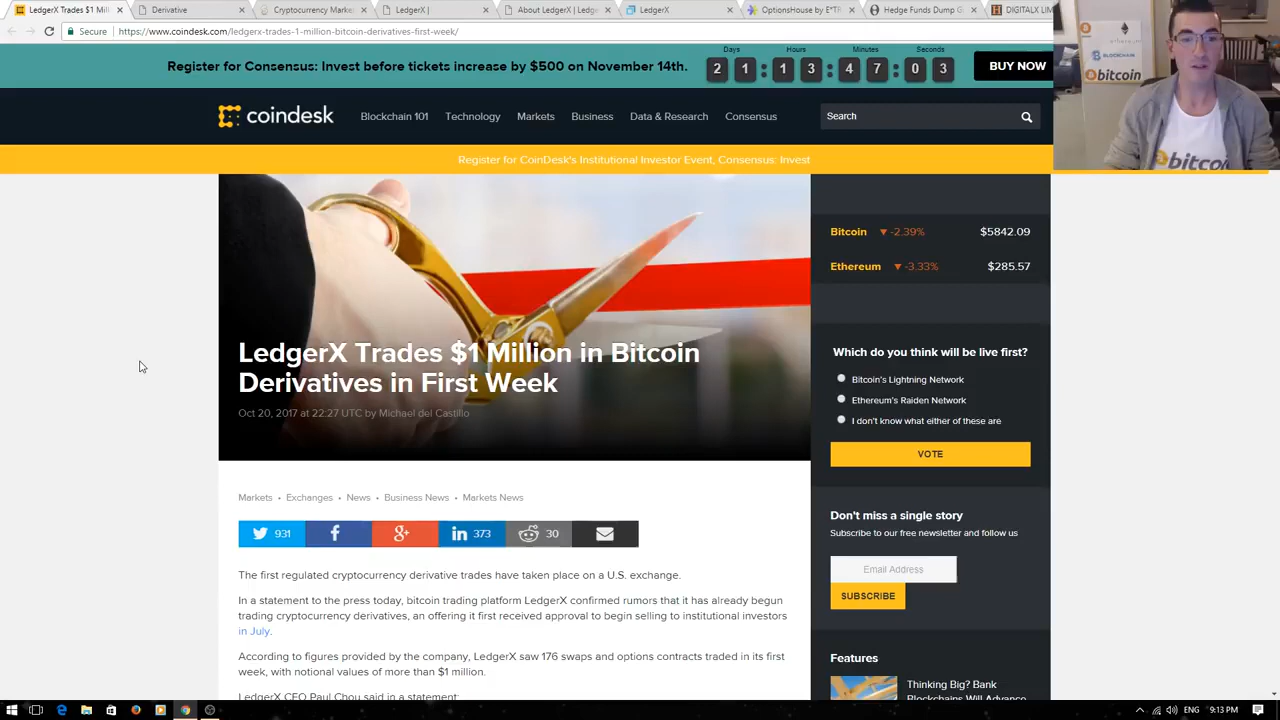 LedgerX Trades $1 Mill
Derivative
Cryptocurrency Marke
LedgerX |
About LedgerX | Ledge
LedgerX
OptionsHouse by E*TR
Hedge Funds Dump G
DIGITALX LIM
Secure
https://www.coindesk.com/ledgerx-trades-1-million-bitcoin-derivatives-first-week/
Register for Consensus: Invest before tickets increase by $500 on November 14th.
Days Hours Minutes Seconds
2 1 : 1 3 : 4 7 : 0 3
BUY NOW
coindesk
Blockchain 101 Technology Markets Business Data & Research Consensus
Search
Register for CoinDesk's Institutional Investor Event, Consensus: Invest
LedgerX Trades $1 Million in Bitcoin
Derivatives in First Week
Oct 20, 2017 at 22:27 UTC by Michael del Castillo
Markets • Exchanges • News • Business News • Markets News
931
373
30
The first regulated cryptocurrency derivative trades have taken place on a U.S. exchange.
In a statement to the press today, bitcoin trading platform LedgerX confirmed rumors that it has already begun
trading cryptocurrency derivatives, an offering it first received approval to begin selling to institutional investors
in July.
According to figures provided by the company, LedgerX saw 176 swaps and options contracts traded in its first
week, with notional values of more than $1 million.
LedgerX CEO Paul Chou said in a statement:
Bitcoin ▼ -2.39% $5842.09
Ethereum ▼ -3.33% $285.57
Which do you think will be live first?
Bitcoin's Lightning Network
Ethereum's Raiden Network
I don't know what either of these are
VOTE
Don't miss a single story
Subscribe to our free newsletter and follow us
Email Address
SUBSCRIBE
Features
Thinking Big? Bank
Blockchains Will Advance
BLOCKCHAIN
bitcoin
bitcoin
9:13 PM